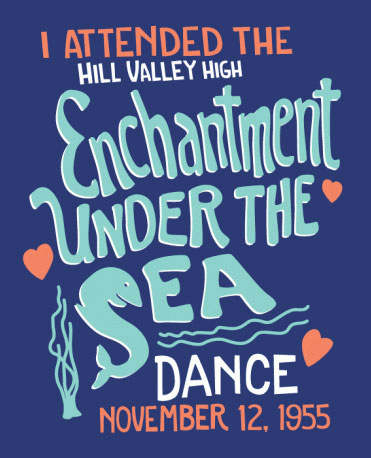 I ATTENDED THE
HILL VALLEY HIGH
Enchantment
UNDER THE
SEA
DANCE
NOVEMBER 12, 1955